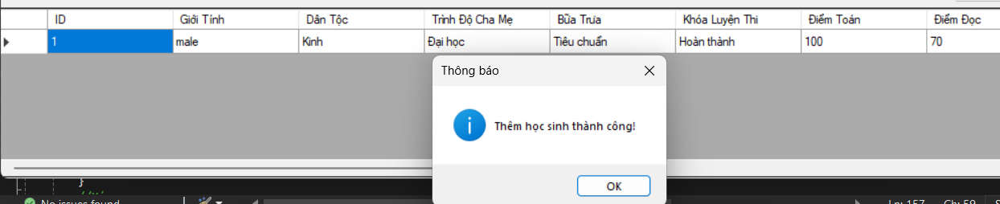 ID Giới Tính Dân Tộc Trình Độ Cha Mẹ Bữa Trưa Khóa Luyện Thi Điểm Toán Điểm Đọc
1 male Kinh Đại học Tiêu chuẩn Hoàn thành 100 70
Thông báo
Thêm học sinh thành công!
OK
}
No issues found
Ln: 157 Ch: 59